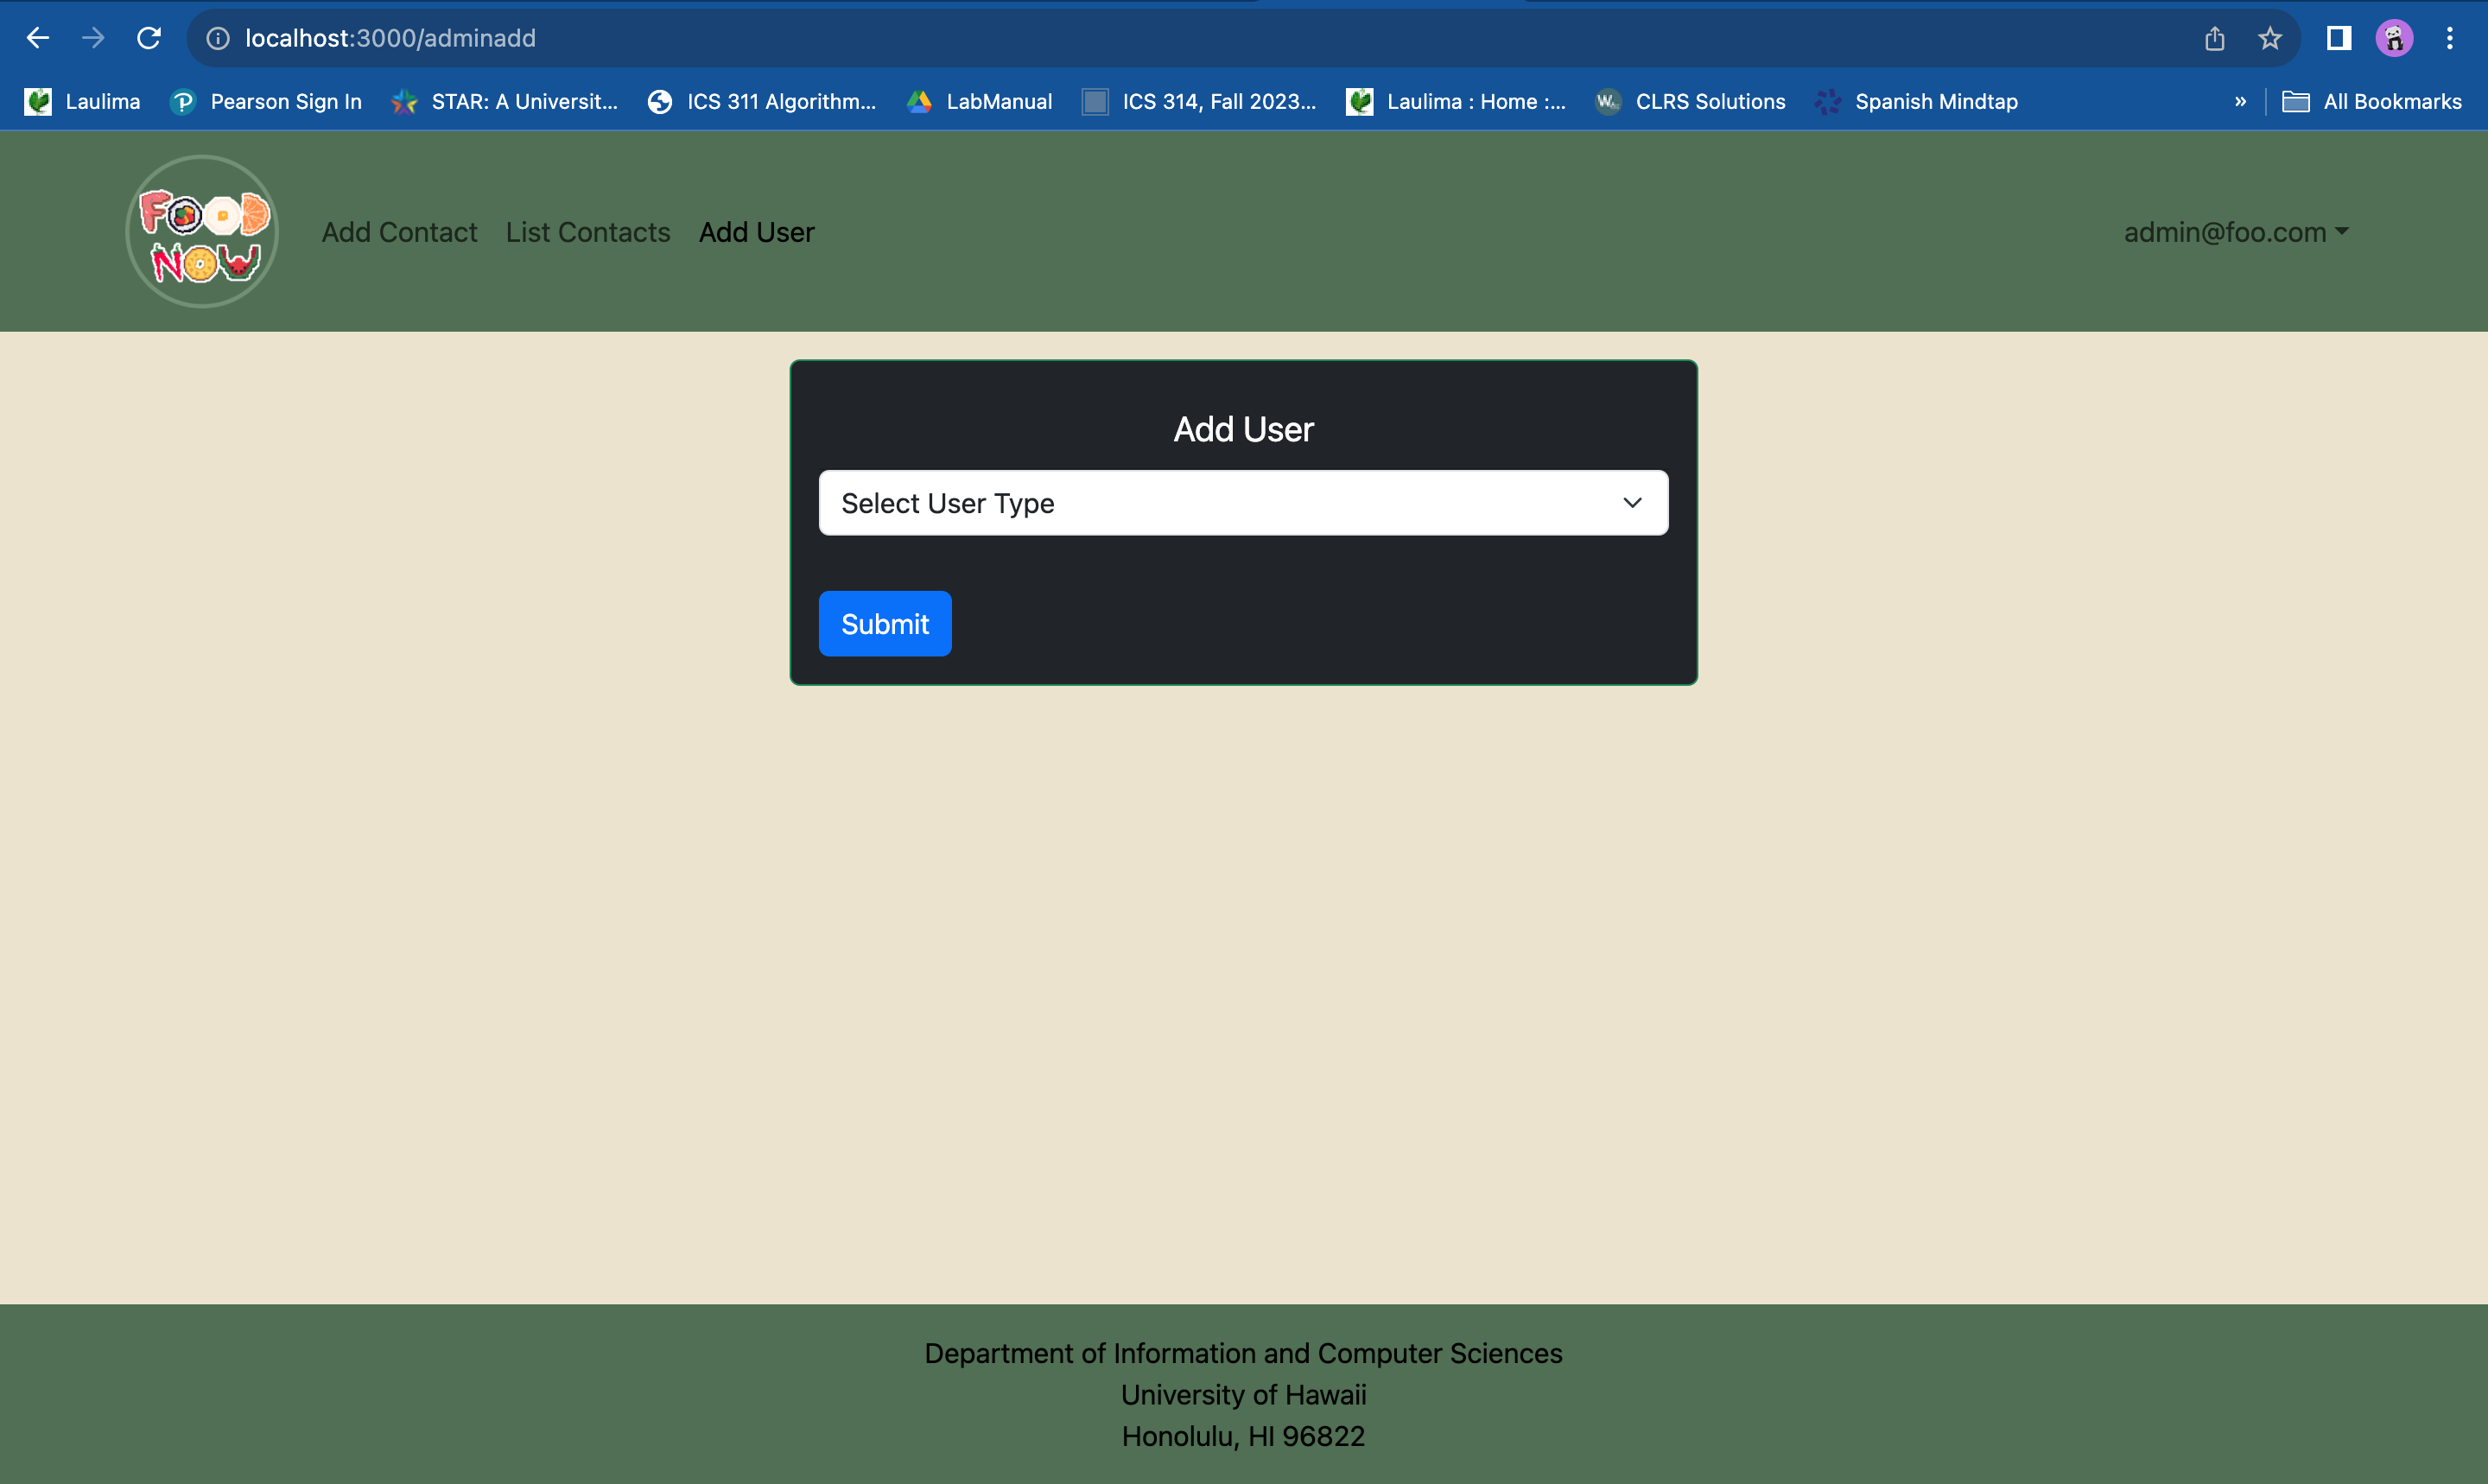 localhost:3000/adminadd
Laulima Pearson Sign In STAR: A Universit... ICS 311 Algorithm... LabManual ICS 314, Fall 2023... Laulima : Home :... CLRS Solutions Spanish Mindtap » All Bookmarks
FOOD
NOW
Add Contact List Contacts Add User admin@foo.com
Add User
Select User Type
Submit
Department of Information and Computer Sciences
University of Hawaii
Honolulu, HI 96822